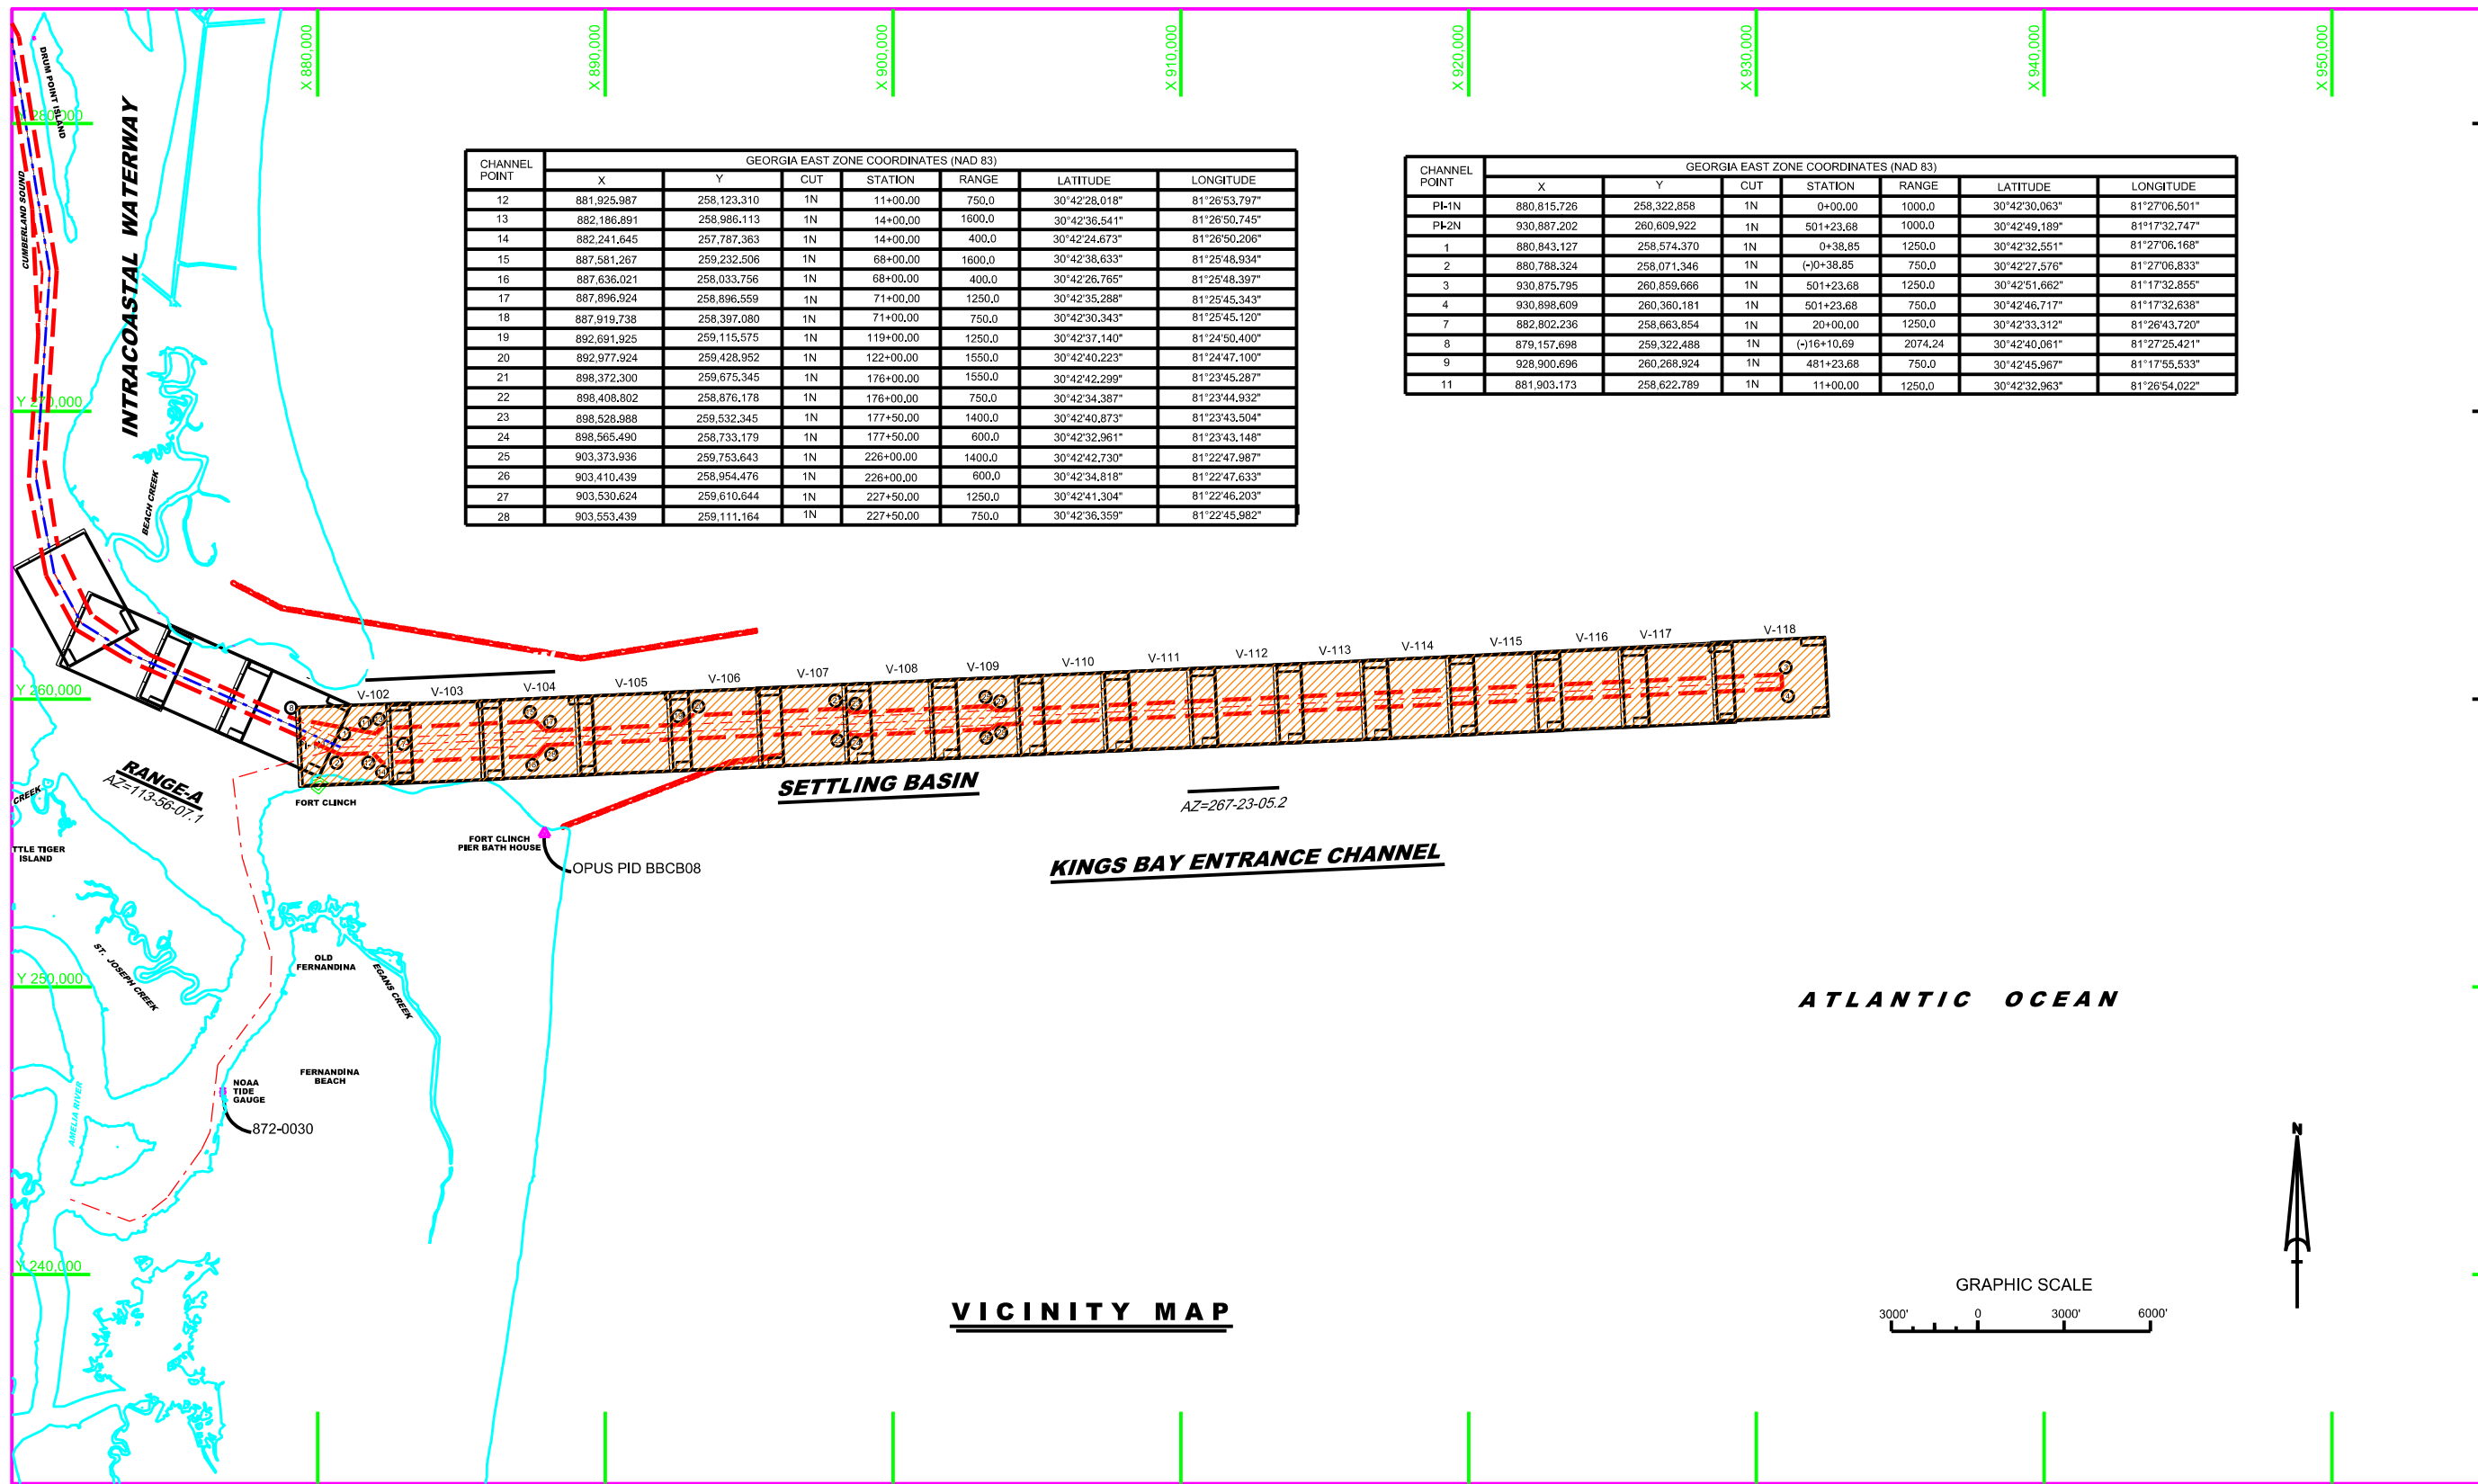 X 880,000
X 890,000
X 900,000
X 910,000
X 920,000
X 930,000
X 940,000
X 950,000
DRUM POINT ISLAND
Y 280,000
CUMBERLAND SOUND
INTRACOASTAL WATERWAY
Y 270,000
BEACH CREEK
CHANNEL POINT GEORGIA EAST ZONE COORDINATES (NAD 83)
X Y CUT STATION RANGE LATITUDE LONGITUDE
12 881,925.987 258,123.310 1N 11+00.00 750.0 30°42'28.018" 81°26'53.797"
13 882,186.891 258,986.113 1N 14+00.00 1600.0 30°42'36.541" 81°26'50.745"
14 882,241.645 257,787.363 1N 14+00.00 400.0 30°42'24.673" 81°26'50.206"
15 887,581.267 259,232.506 1N 68+00.00 1600.0 30°42'38.633" 81°25'48.934"
16 887,636.021 258,033.756 1N 68+00.00 400.0 30°42'26.765" 81°25'48.397"
17 887,896.924 258,896.559 1N 71+00.00 1250.0 30°42'35.288" 81°25'45.343"
18 887,919.738 258,397.080 1N 71+00.00 750.0 30°42'30.343" 81°25'45.120"
19 892,691.925 259,115.575 1N 119+00.00 1250.0 30°42'37.140" 81°24'50.400"
20 892,977.924 259,428.952 1N 122+00.00 1550.0 30°42'40.223" 81°24'47.100"
21 898,372.300 259,675.345 1N 176+00.00 1550.0 30°42'42.299" 81°23'45.287"
22 898,408.802 258,876.178 1N 176+00.00 750.0 30°42'34.387" 81°23'44.932"
23 898,528.988 259,532.345 1N 177+50.00 1400.0 30°42'40.873" 81°23'43.504"
24 898,565.490 258,733.179 1N 177+50.00 600.0 30°42'32.961" 81°23'43.148"
25 903,373.936 259,753.643 1N 226+00.00 1400.0 30°42'42.730" 81°22'47.987"
26 903,410.439 258,954.476 1N 226+00.00 600.0 30°42'34.818" 81°22'47.633"
27 903,530.624 259,610.644 1N 227+50.00 1250.0 30°42'41.304" 81°22'46.203"
28 903,553.439 259,111.164 1N 227+50.00 750.0 30°42'36.359" 81°22'45.982"
CHANNEL POINT GEORGIA EAST ZONE COORDINATES (NAD 83)
X Y CUT STATION RANGE LATITUDE LONGITUDE
PI-1N 880,815.726 258,322.858 1N 0+00.00 1000.0 30°42'30.063" 81°27'06.501"
PI-2N 930,887.202 260,609.922 1N 501+23.68 1000.0 30°42'49.189" 81°17'32.747"
1 880,843.127 258,574.370 1N 0+38.85 1250.0 30°42'32.551" 81°27'06.168"
2 880,788.324 258,071.346 1N (-)0+38.85 750.0 30°42'27.576" 81°27'06.833"
3 930,875.795 260,859.666 1N 501+23.68 1250.0 30°42'51.662" 81°17'32.855"
4 930,898.609 260,360.181 1N 501+23.68 750.0 30°42'46.717" 81°17'32.638"
7 882,802.236 258,663.854 1N 20+00.00 1250.0 30°42'33.312" 81°26'43.720"
8 879,157.698 259,322.488 1N (-)16+10.69 2074.24 30°42'40.061" 81°27'25.421"
9 928,900.696 260,268.924 1N 481+23.68 750.0 30°42'45.967" 81°17'55.533"
11 881,903.173 258,622.789 1N 11+00.00 1250.0 30°42'32.963" 81°26'54.022"
Y 260,000
V-102
V-103
V-104
V-105
V-106
V-107
V-108
V-109
V-110
V-111
V-112
V-113
V-114
V-115
V-116
V-117
V-118
8
3
4
RANGE-A
AZ=113-56-07.1
FORT CLINCH
SETTLING BASIN
AZ=267-23-05.2
CREEK
FORT CLINCH
PIER BATH HOUSE
OPUS PID BBCB08
KINGS BAY ENTRANCE CHANNEL
TTLE TIGER
ISLAND
ST. JOSEPH CREEK
Y 250,000
OLD
FERNANDINA
EGANS CREEK
ATLANTIC OCEAN
FERNANDINA
BEACH
NOAA
TIDE
GAUGE
872-0030
AMELIA RIVER
Y 240,000
VICINITY MAP
N
GRAPHIC SCALE
3000' 0 3000' 6000'